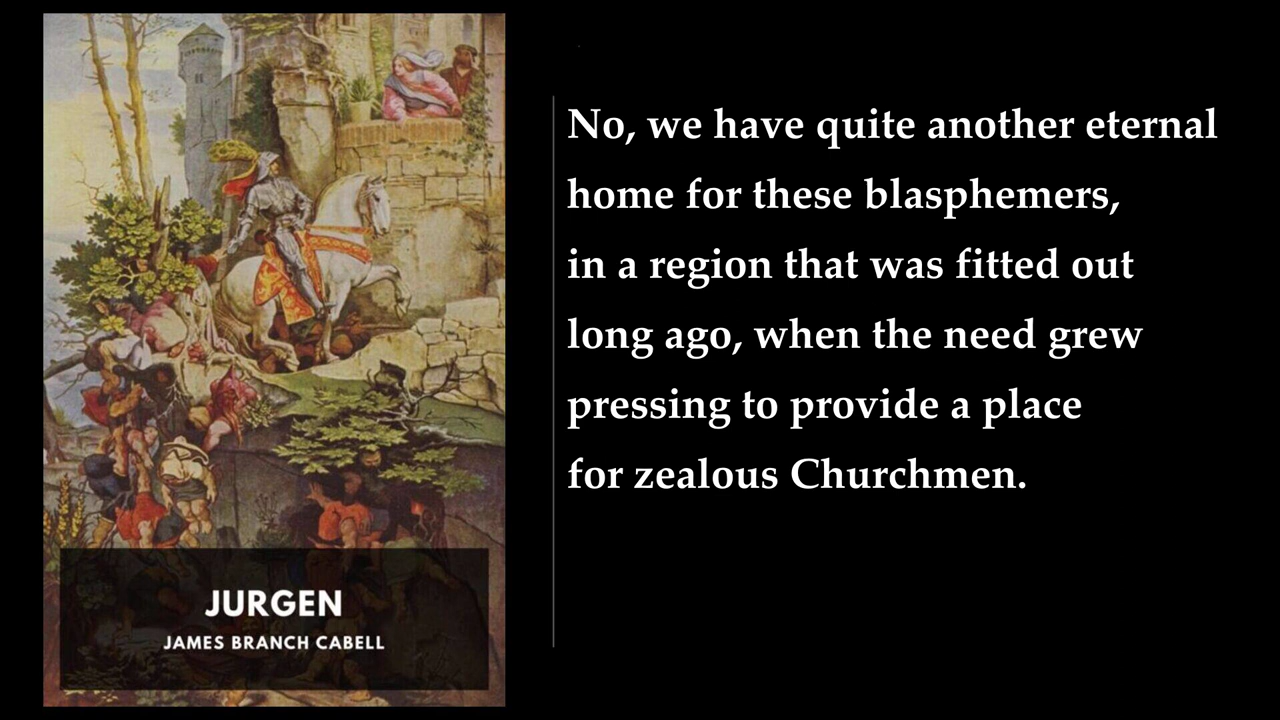 No, we have quite another eternal
home for these blasphemers,
in a region that was fitted out
long ago, when the need grew
pressing to provide a place
for zealous Churchmen.
JURGEN
JAMES BRANCH CABELL